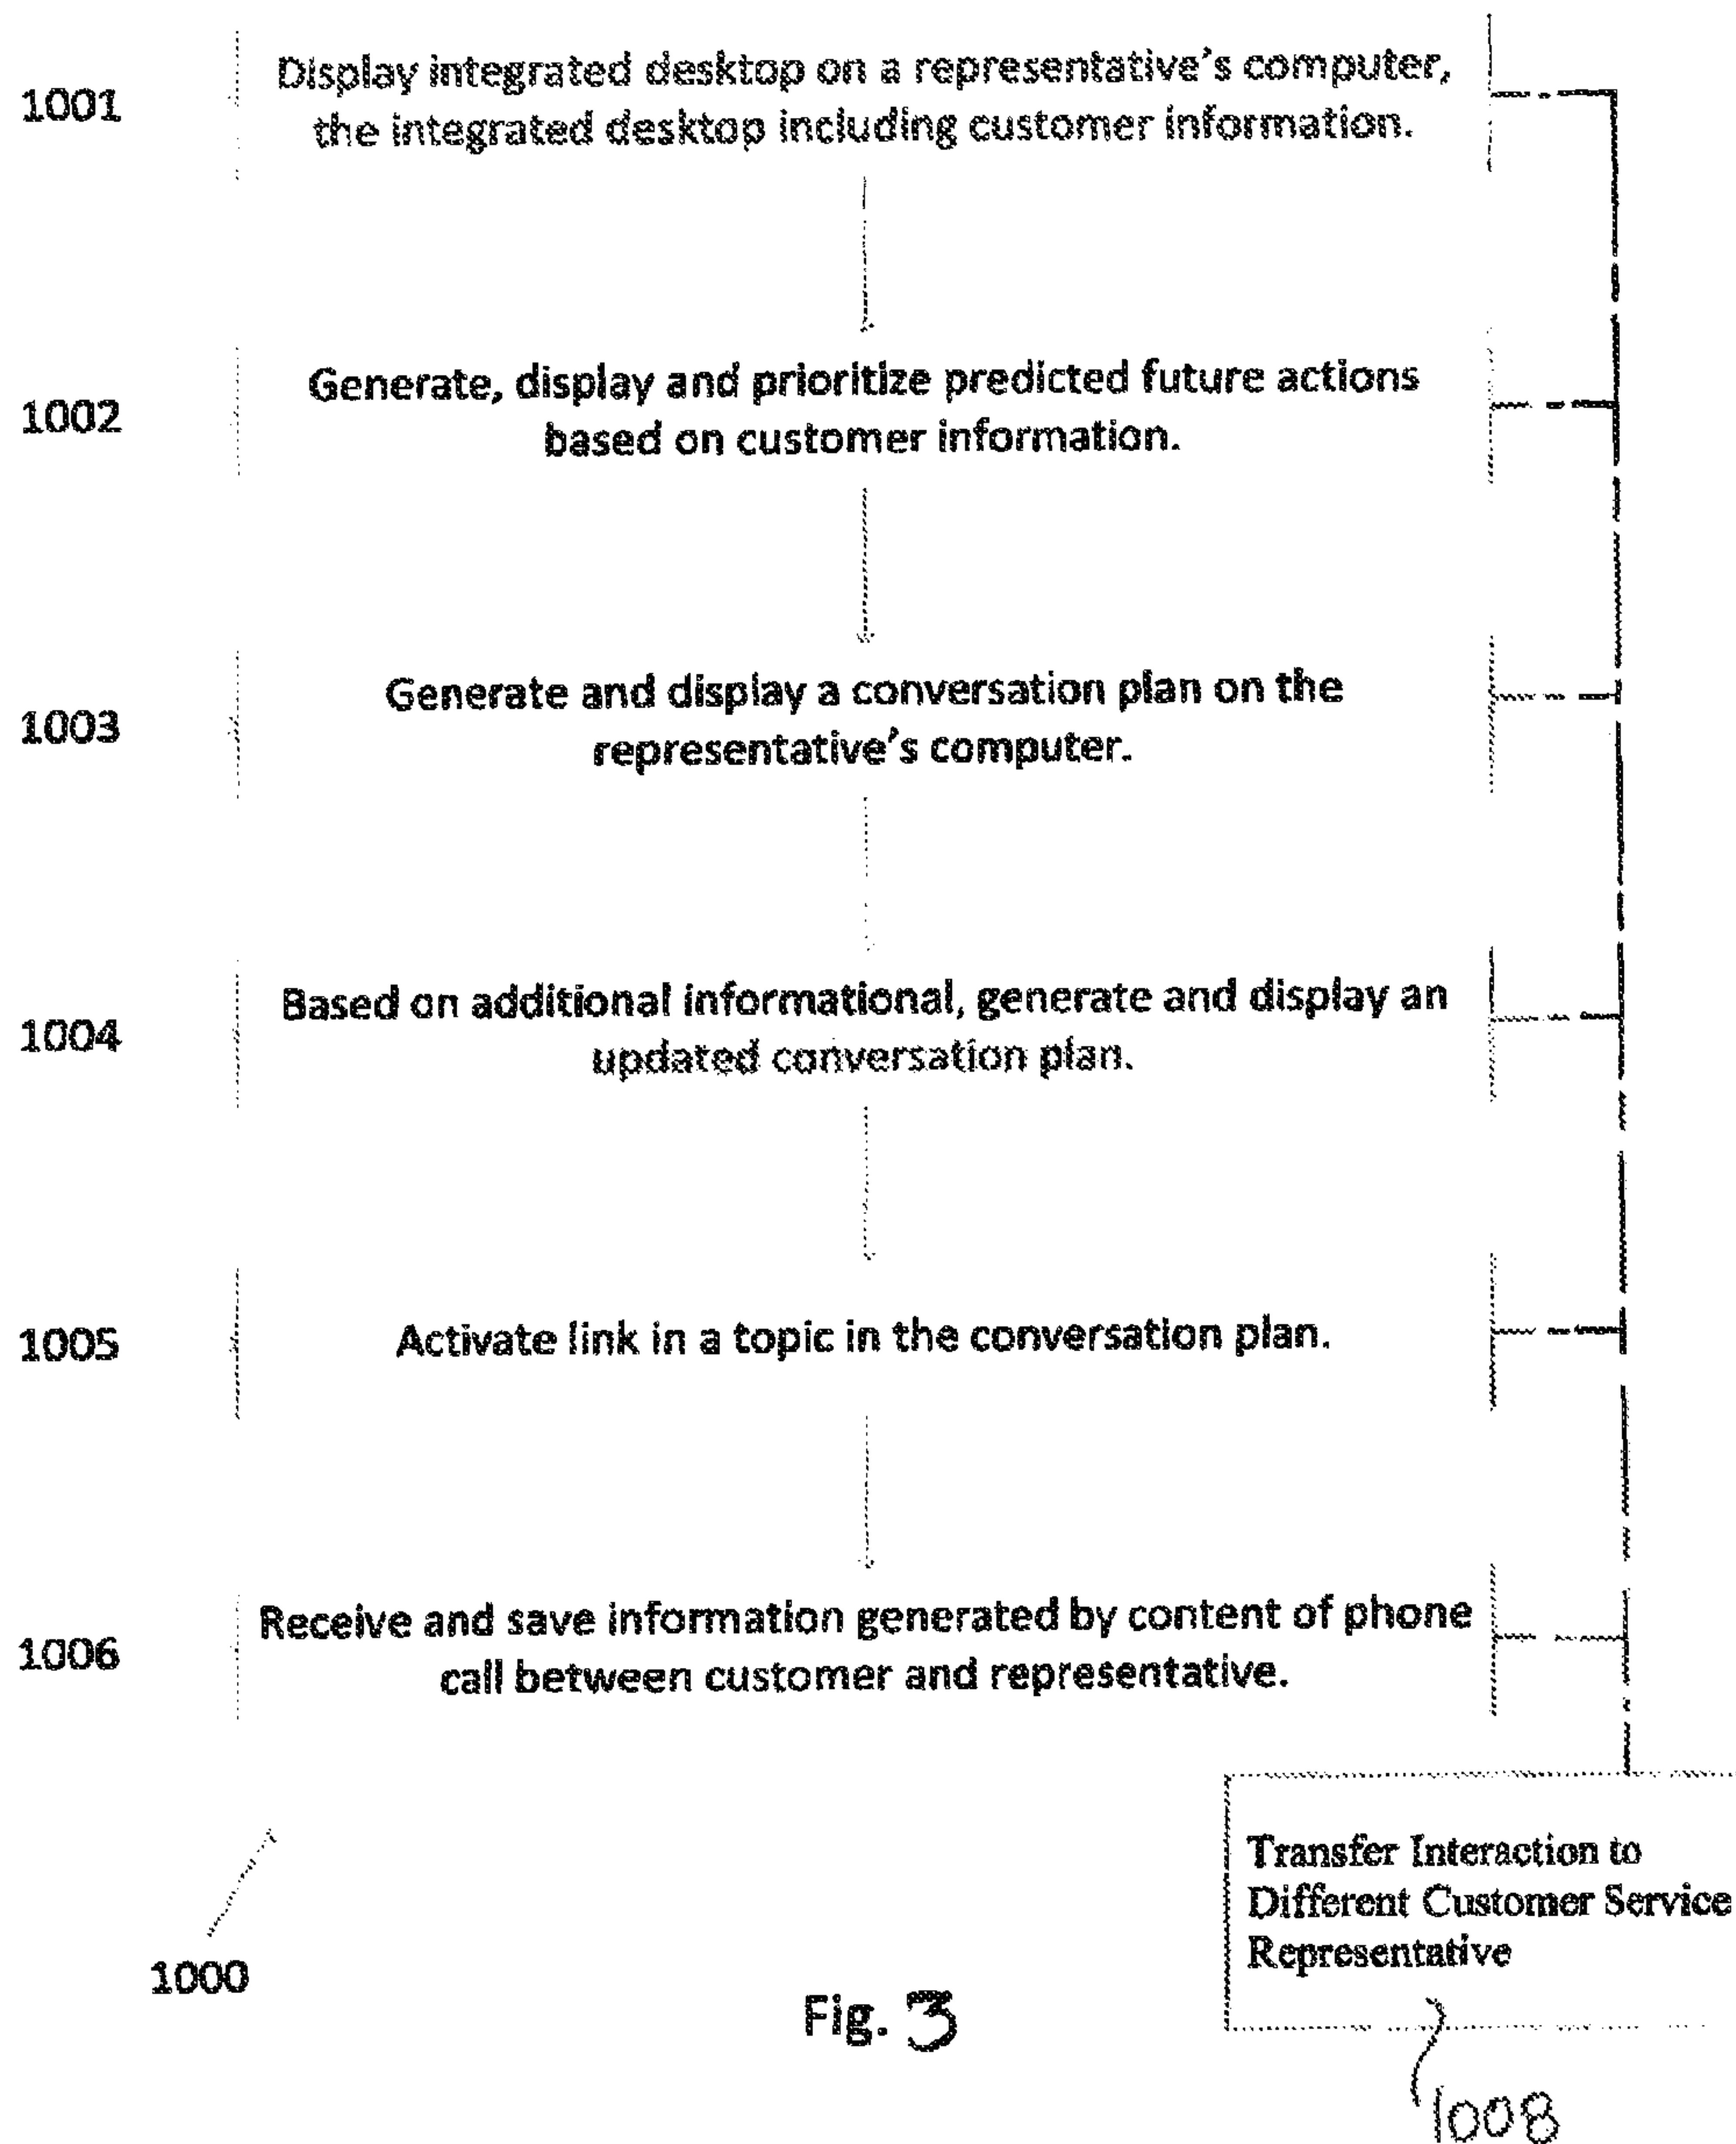 1001
Display integrated desktop on a representative's computer,
the integrated desktop including customer information.
1002
Generate, display and prioritize predicted future actions
based on customer information.
1003
Generate and display a conversation plan on the
representative's computer.
1004
Based on additional informational, generate and display an
updated conversation plan.
1005
Activate link in a topic in the conversation plan.
1006
Receive and save information generated by content of phone
call between customer and representative.
Transfer Interaction to
Different Customer Service
Representative
1000
Fig. 3
1008